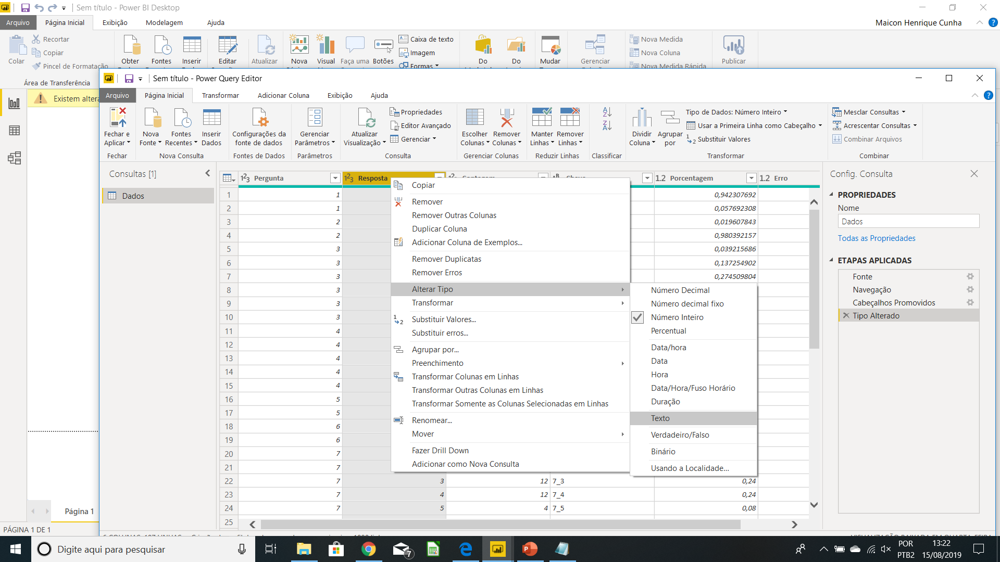 Sem título - Power BI Desktop
Arquivo
Página Inicial
Exibição
Modelagem
Ajuda
Maicon Henrique Cunha
Colar
Recortar
Copiar
Pincel de Formatação
Área de Transferência
Obter
Fontes
Inserir
Editar
Atualizar
Nova
Visual
Faça uma
Botões
Caixa de texto
Imagem
Formas
Do
Do
Mudar
Gerenciar
Nova Medida
Nova Coluna
Nova Medida Rápida
Publicar
Existem altera
Sem título - Power Query Editor
Arquivo
Página Inicial
Transformar
Adicionar Coluna
Exibição
Ajuda
Fechar e
Aplicar
Fechar
Nova
Fonte
Fontes
Recentes
Inserir
Dados
Nova Consulta
Configurações da
fonte de dados
Fontes de Dados
Gerenciar
Parâmetros
Parâmetros
Atualizar
Visualização
Propriedades
Editor Avançado
Gerenciar
Consulta
Escolher
Colunas
Remover
Colunas
Gerenciar Colunas
Manter
Linhas
Remover
Linhas
Reduzir Linhas
Classificar
Dividir
Coluna
Agrupar
por
Tipo de Dados: Número Inteiro
Usar a Primeira Linha como Cabeçalho
Substituir Valores
Transformar
Mesclar Consultas
Acrescentar Consultas
Combinar Arquivos
Combinar
Consultas [1]
Dados
Pergunta
Resposta
1.2 Porcentagem
1.2 Erro
1 1 0,942307692
2 1 0,057692308
3 2 0,019607843
4 2 0,980392157
5 3 0,039215686
6 3 0,137254902
7 3 0,274509804
8 3
9 3
10 3
11 4
12 4
13 4
14 4
15 4
16 5
17 5
18 6
19 6
20 7
21 7
22 7 3 12 7_3 0,24
23 7 4 12 7_4 0,24
24 7 5 4 7_5 0,08
25
Copiar
Remover
Remover Outras Colunas
Duplicar Coluna
Adicionar Coluna de Exemplos...
Remover Duplicatas
Remover Erros
Alterar Tipo
Transformar
Substituir Valores...
Substituir erros...
Agrupar por...
Preenchimento
Transformar Colunas em Linhas
Transformar Outras Colunas em Linhas
Transformar Somente as Colunas Selecionadas em Linhas
Renomear...
Mover
Fazer Drill Down
Adicionar como Nova Consulta
Número Decimal
Número decimal fixo
Número Inteiro
Percentual
Data/hora
Data
Hora
Data/Hora/Fuso Horário
Duração
Texto
Verdadeiro/Falso
Binário
Usando a Localidade...
Config. Consulta
PROPRIEDADES
Nome
Dados
Todas as Propriedades
ETAPAS APLICADAS
Fonte
Navegação
Cabeçalhos Promovidos
Tipo Alterado
Página 1
PÁGINA 1 DE 1
Digite aqui para pesquisar
7
POR
PTB2
13:22
15/08/2019